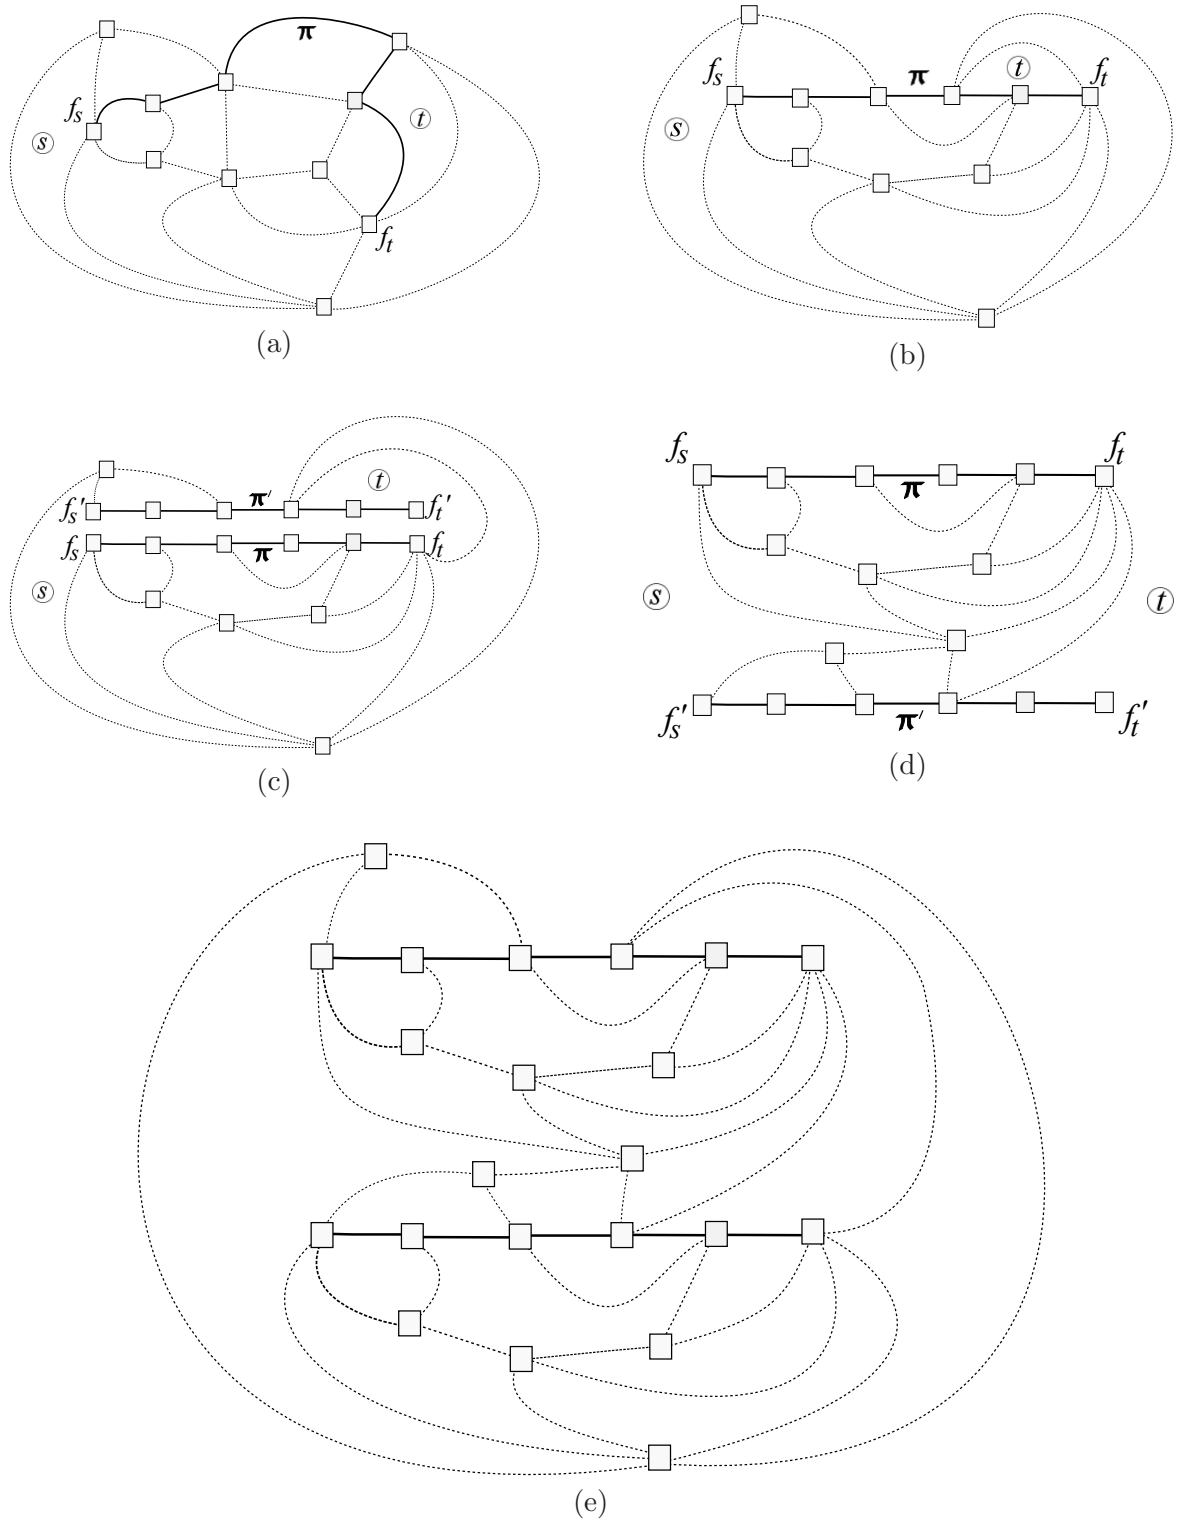 π
f_s
s
t
f_t
(a)
f_s
π
t
f_t
s
(b)
t
f_s'
π'
f_t'
f_s
π
f_t
s
(c)
f_s
f_t
π
s
t
f_s'
π'
f_t'
(d)
(e)